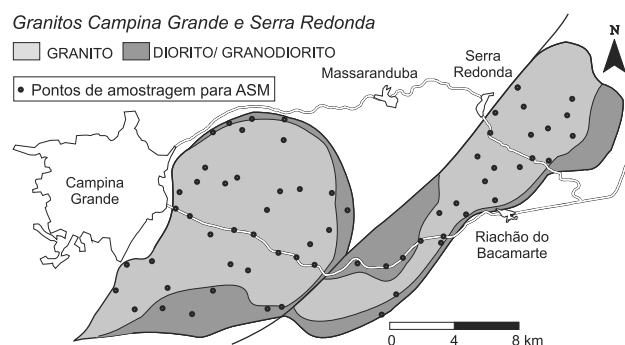 Granitos Campina Grande e Serra Redonda
GRANITO
DIORITO/ GRANODIORITO
Pontos de amostragem para ASM
N
Massaranduba
Serra
Redonda
Campina
Grande
Riachão do
Bacamarte
0 4 8 km